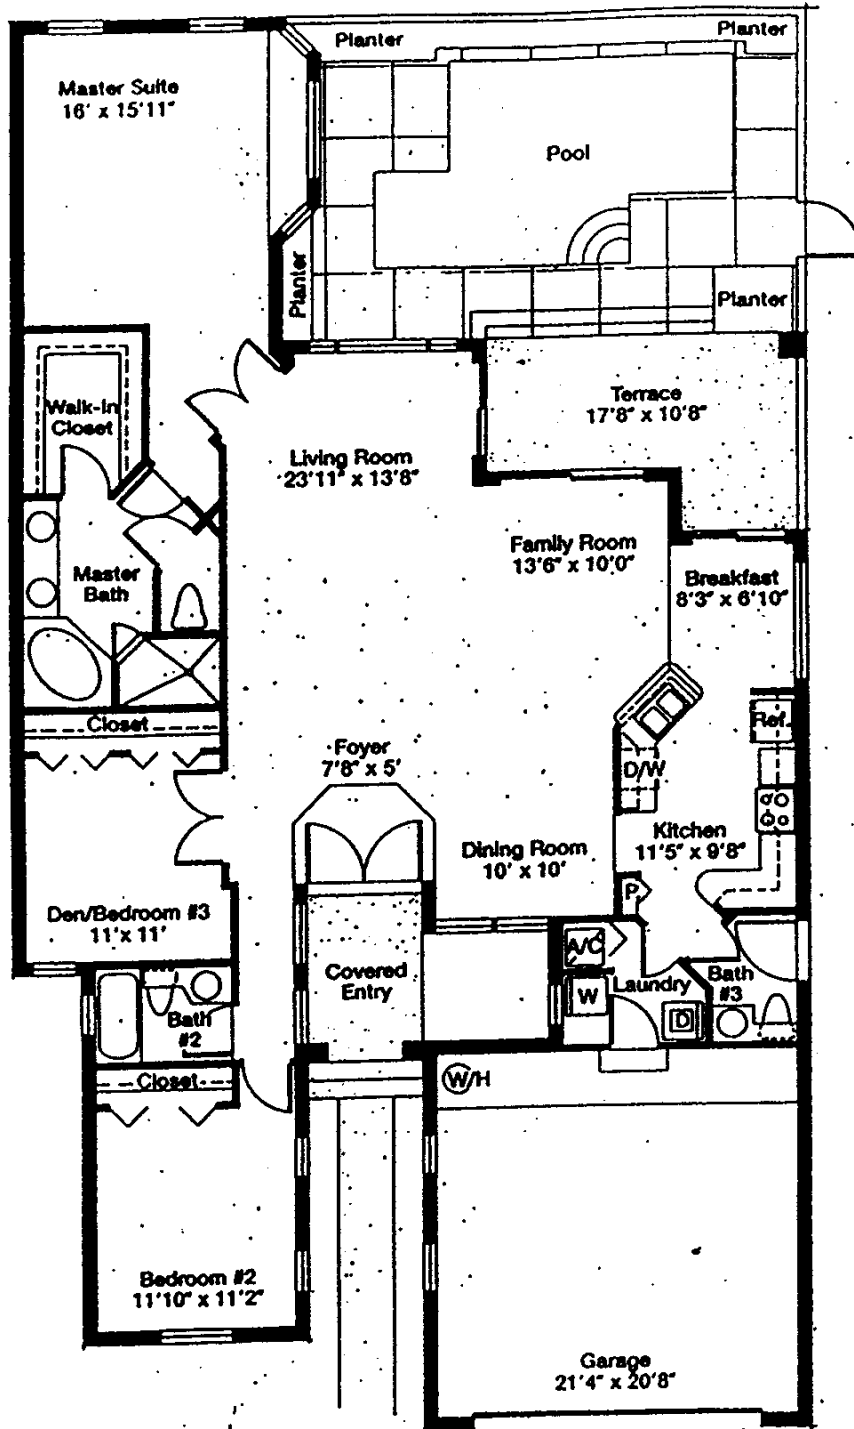 Planter
Planter
Master Suite
16' x 15'11"
Pool
Planter
Planter
Walk-In
Closet
Terrace
17'8" x 10'8"
Living Room
23'11" x 13'8"
Family Room
13'6" x 10'0"
Breakfast
8'3" x 6'10"
Master
Bath
Closet
Ref.
Foyer
7'8" x 5'
D/W
Kitchen
11'5" x 9'8"
Dining Room
10' x 10'
P
Den/Bedroom #3
11' x 11'
Covered
Entry
A/C
W
Laundry
Bath
#3
D
Bath
#2
Closet
W/H
Bedroom #2
11'10" x 11'2"
Garage
21'4" x 20'8"